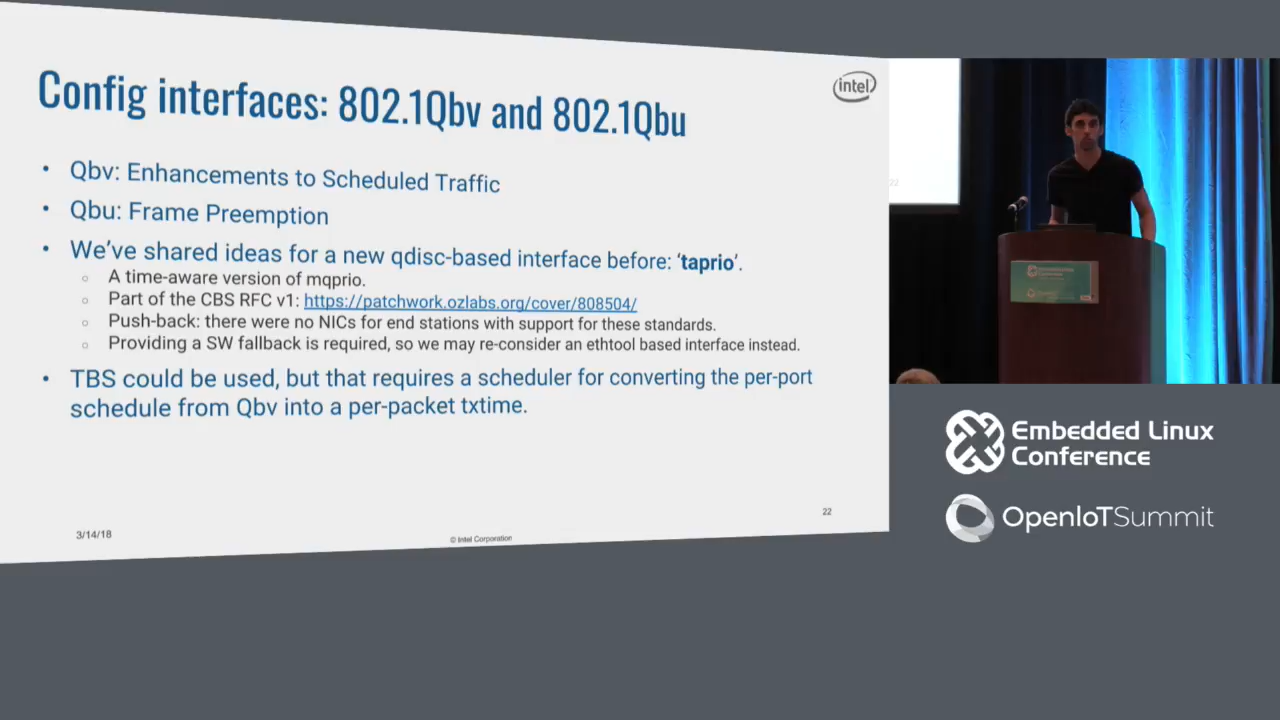 Config interfaces: 802.1Qbv and 802.1Qbu
intel
• Qbv: Enhancements to Scheduled Traffic
• Qbu: Frame Preemption
• We've shared ideas for a new qdisc-based interface before: 'taprio'.
○ A time-aware version of mqprio.
○ Part of the CBS RFC v1: https://patchwork.ozlabs.org/cover/808504/
○ Push-back: there were no NICs for end stations with support for these standards.
○ Providing a SW fallback is required, so we may re-consider an ethtool based interface instead.
• TBS could be used, but that requires a scheduler for converting the per-port
schedule from Qbv into a per-packet txtime.
3/14/18
© Intel Corporation
22
22
Embedded Linux
Conference
OpenIoTSummit